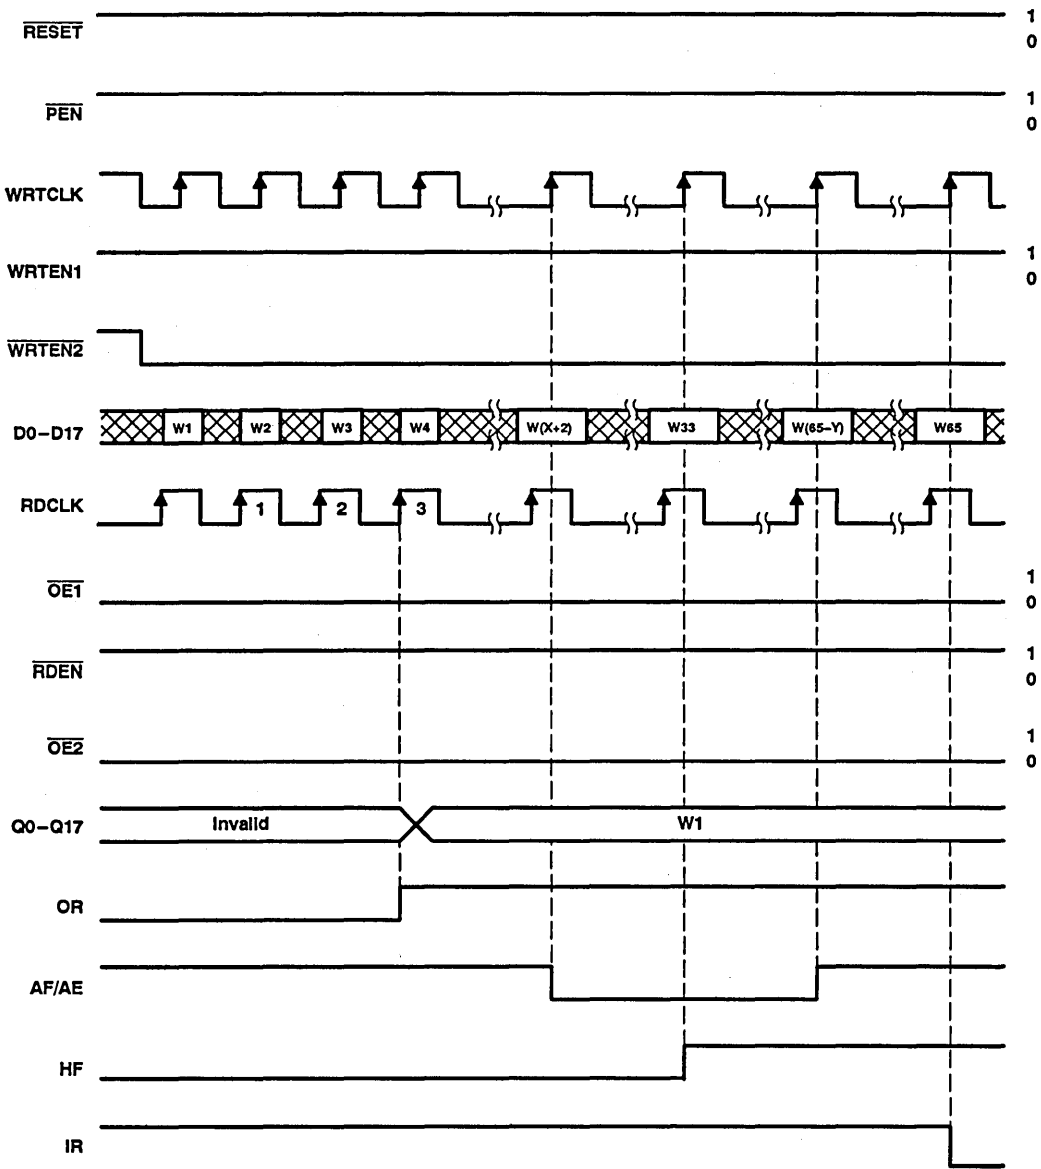 RESET 1
0
PEN 1
0
WRTCLK
WRTEN1 1
0
WRTEN2
D0–D17 W1 W2 W3 W4 W(X+2) W33 W(65–Y) W65
RDCLK 1 2 3
OE1 1
0
RDEN 1
0
OE2 1
0
Q0–Q17 Invalid W1
OR
AF/AE
HF
IR